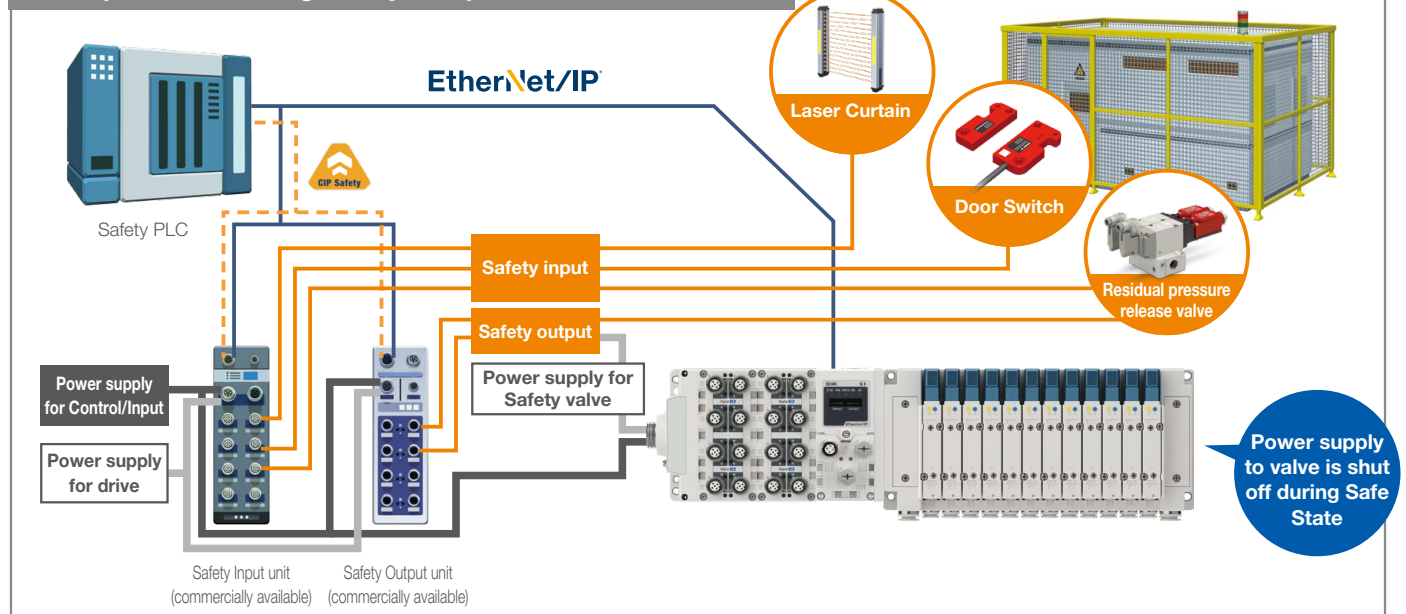 EtherNet/IP
Laser Curtain
CIP Safety
Door Switch
Safety PLC
Safety input
Residual pressure
release valve
Safety output
Power supply
for Control/Input
Power supply for
Safety valve
EtherNet/IP
Power supply
for drive
Power supply
to valve is shut
off during Safe
State
Safety Input unit
(commercially available)
Safety Output unit
(commercially available)